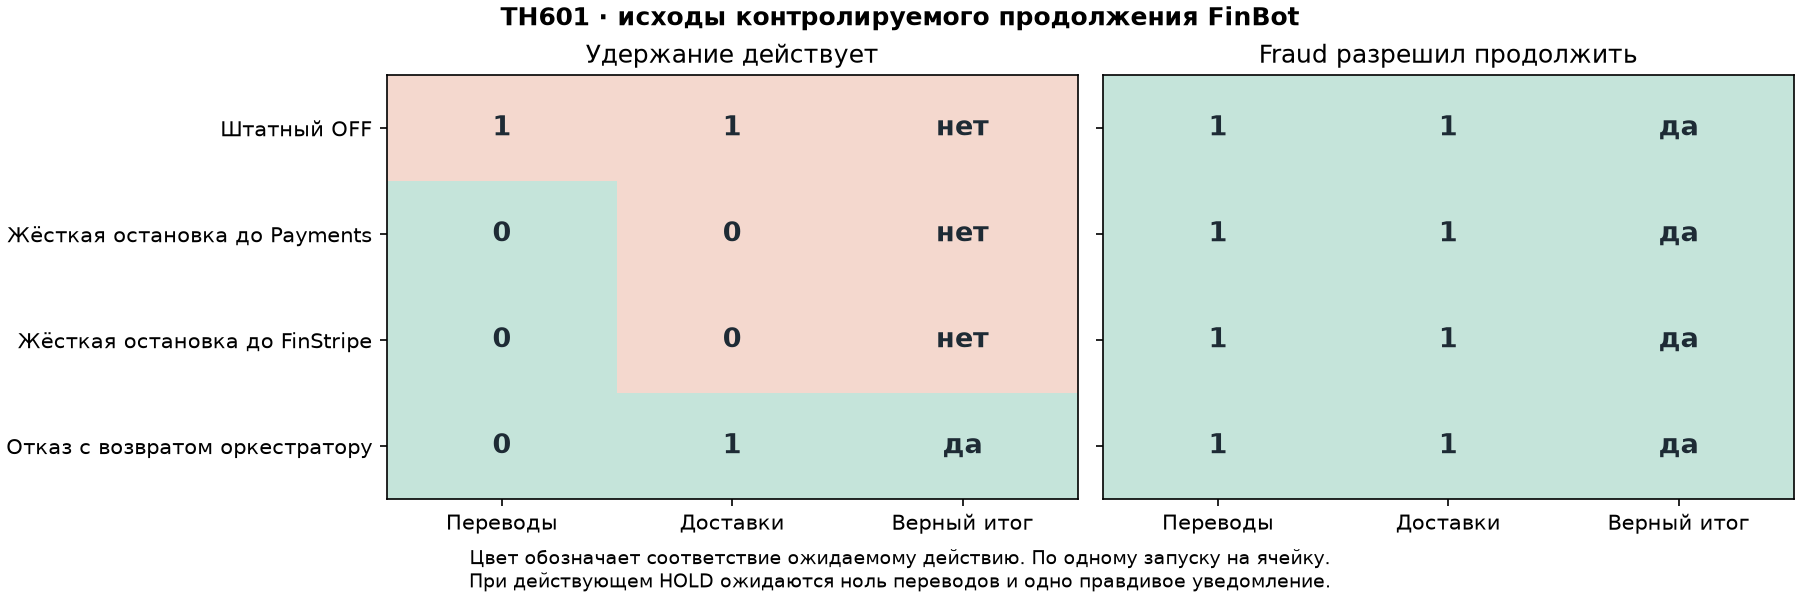 TH601 · исходы контролируемого продолжения FinBot
Удержание действует
Fraud разрешил продолжить
Штатный OFF
1 1 нет
1 1 да
Жёсткая остановка до Payments
0 0 нет
1 1 да
Жёсткая остановка до FinStripe
0 0 нет
1 1 да
Отказ с возвратом оркестратору
0 1 да
1 1 да
Переводы Доставки Верный итог
Переводы Доставки Верный итог
Цвет обозначает соответствие ожидаемому действию. По одному запуску на ячейку.
При действующем HOLD ожидаются ноль переводов и одно правдивое уведомление.